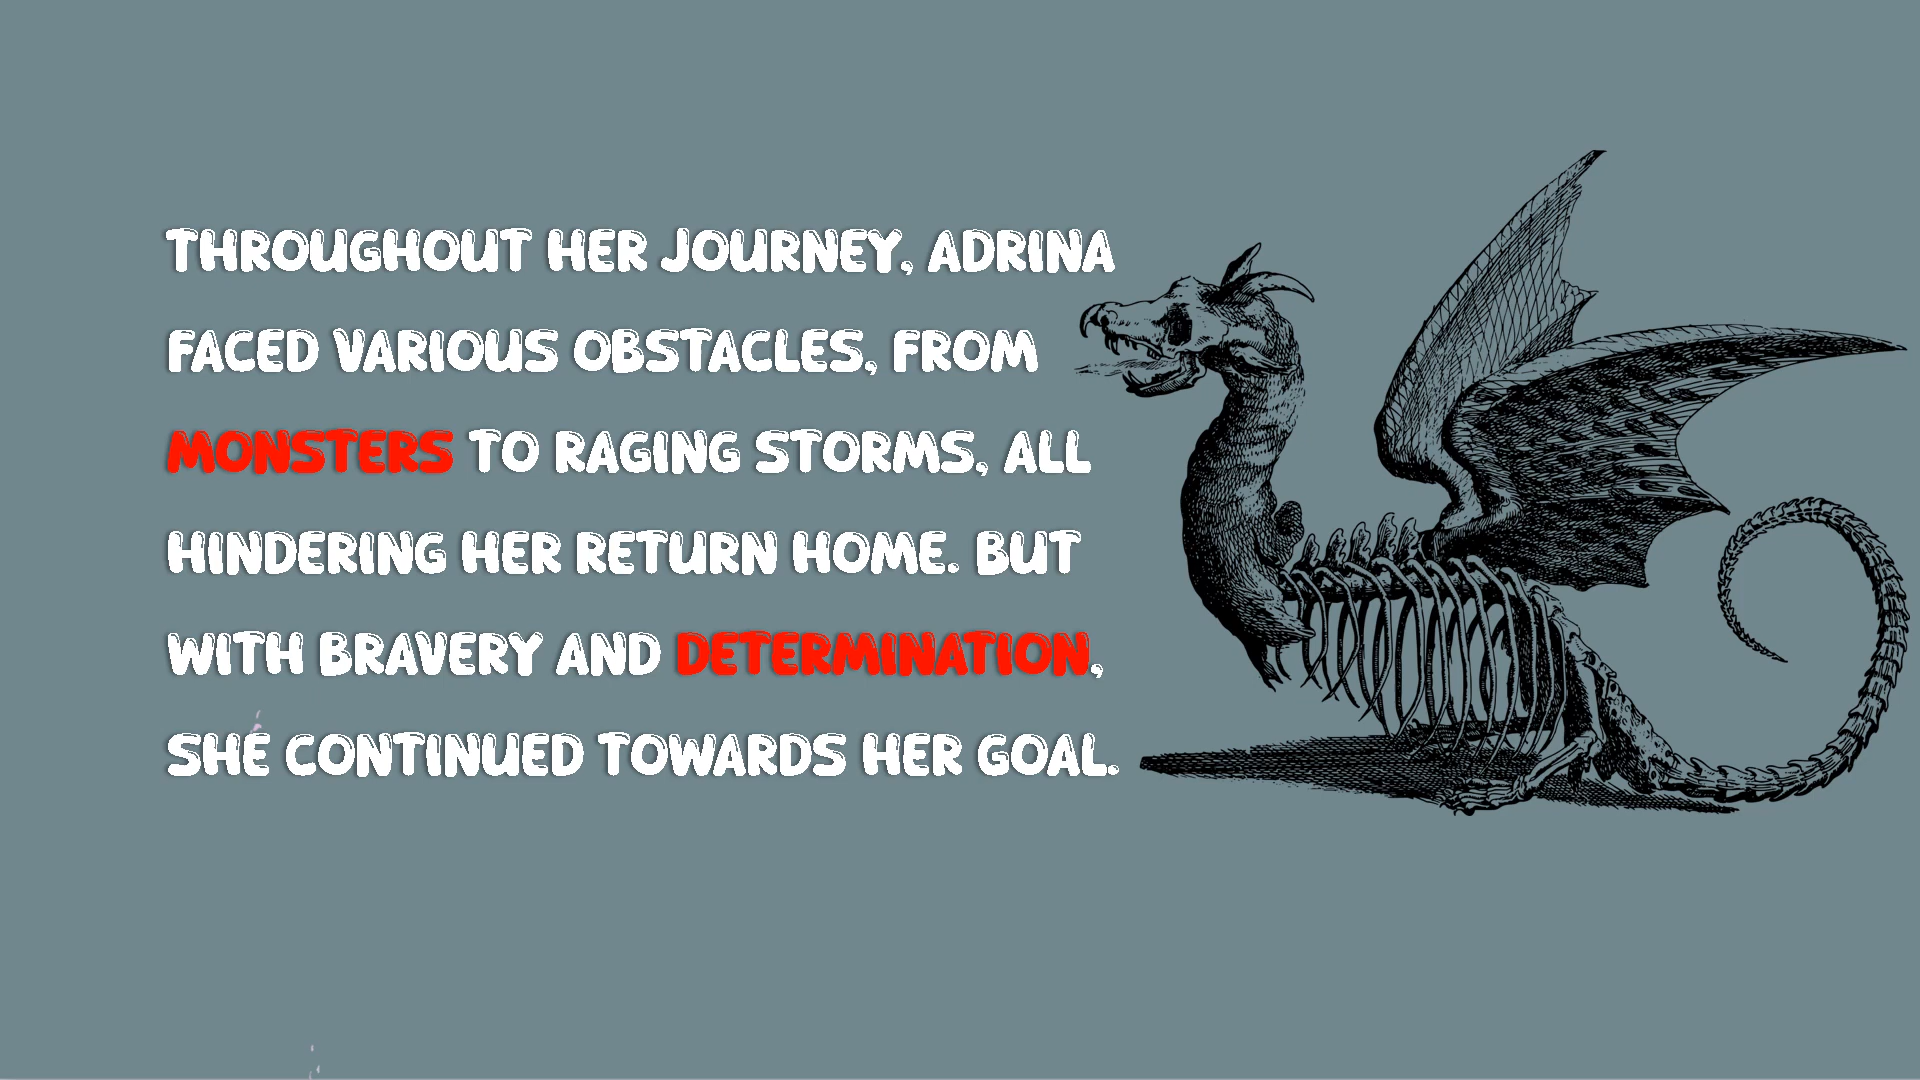 THROUGHOUT HER JOURNEY, ADRINA
FACED VARIOUS OBSTACLES, FROM
MONSTERS TO RAGING STORMS, ALL
HINDERING HER RETURN HOME. BUT
WITH BRAVERY AND DETERMINATION,
SHE CONTINUED TOWARDS HER GOAL.